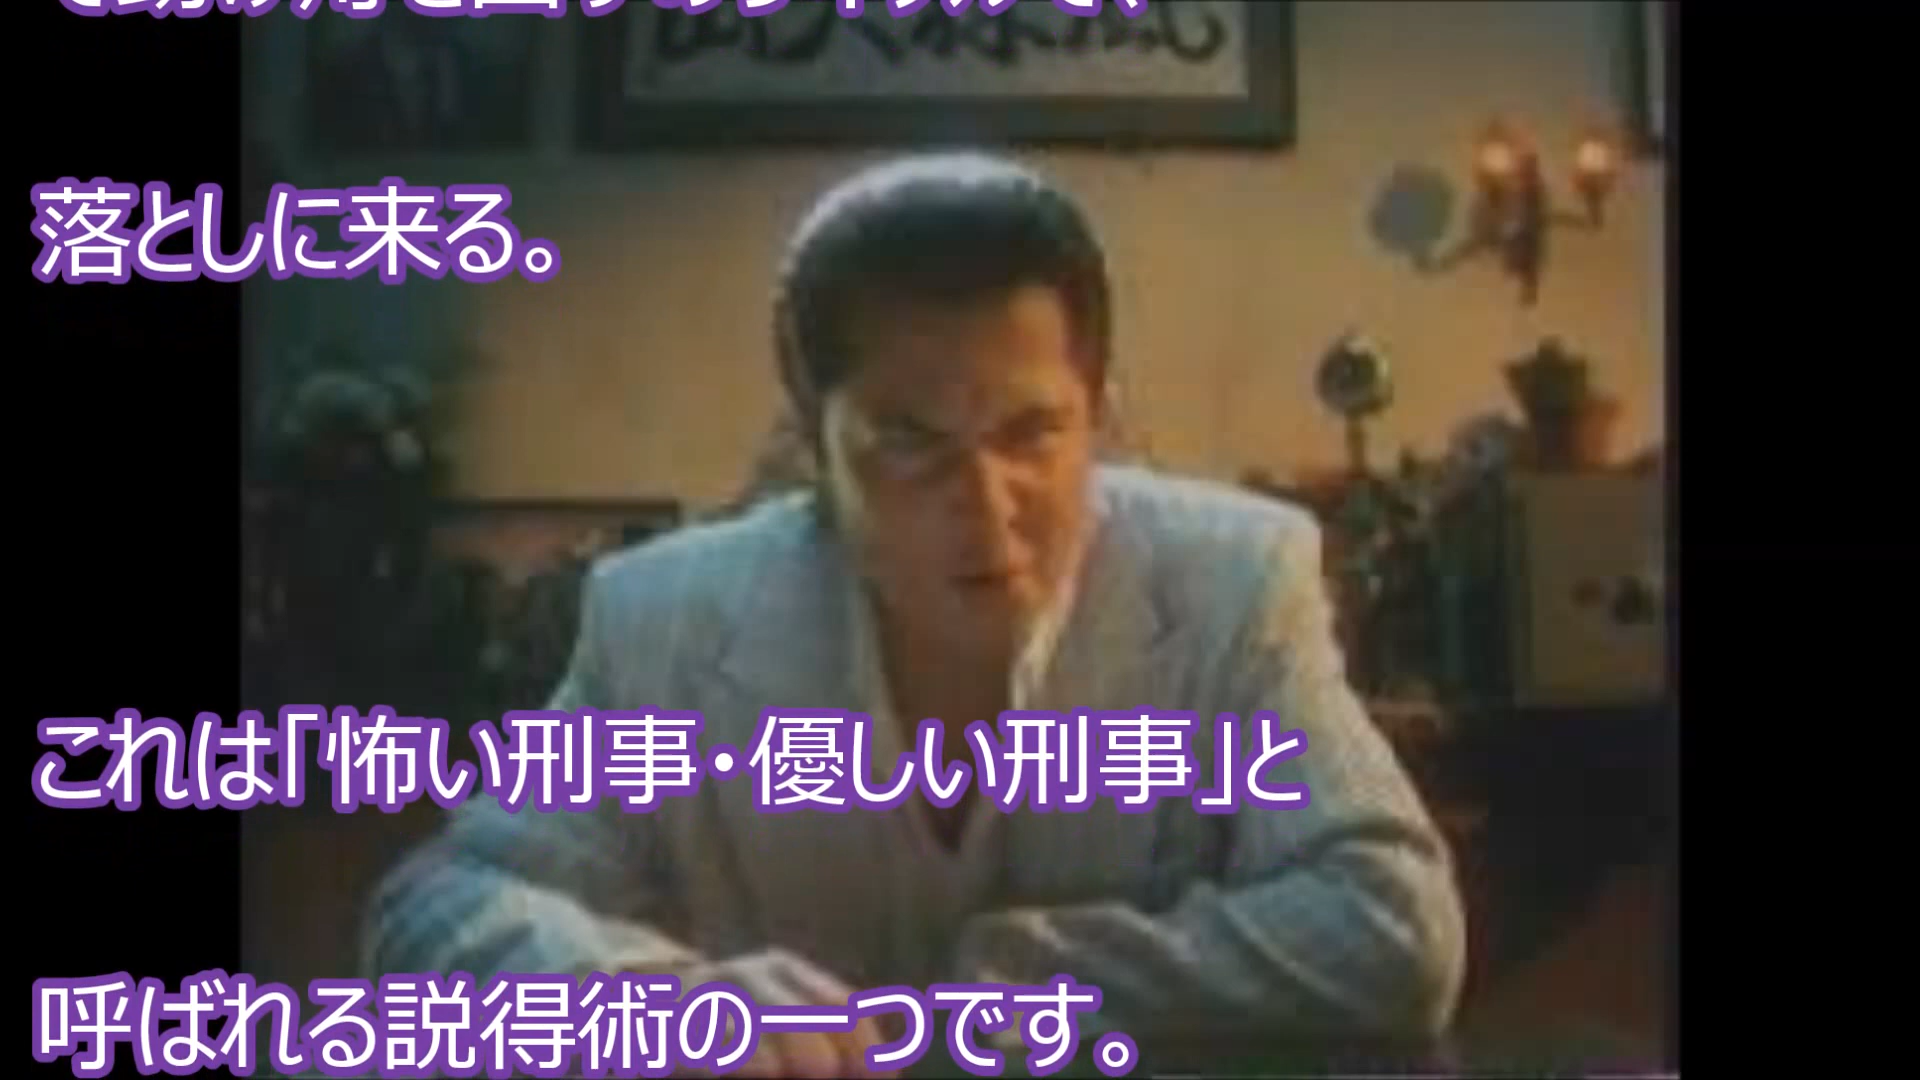 落としに来る。
これは「怖い刑事・優しい刑事」と
呼ばれる説得術の一つです。